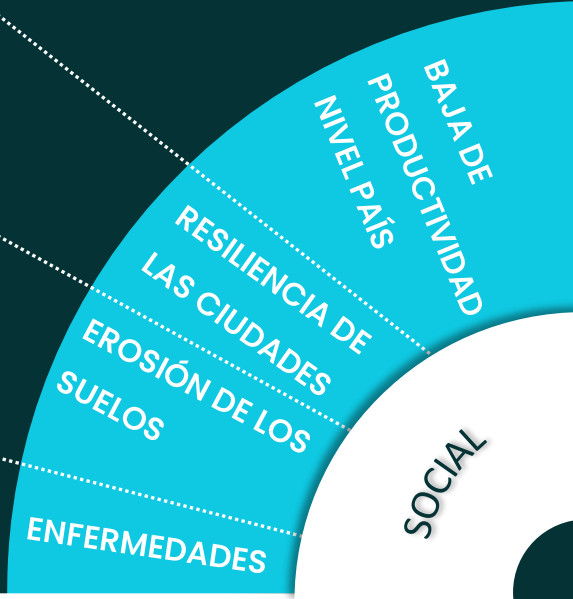 BAJA DE
PRODUCTIVIDAD
NIVEL PAÍS
RESILIENCIA DE
LAS CIUDADES
EROSIÓN DE LOS
SUELOS
ENFERMEDADES
SOCIAL